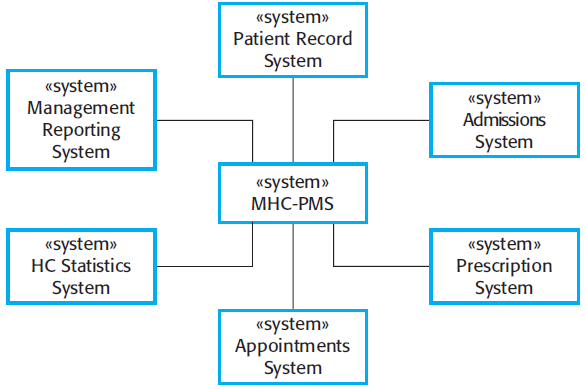 «system»
Patient Record
System
«system»
Management
Reporting
System
«system»
Admissions
System
«system»
MHC-PMS
«system»
HC Statistics
System
«system»
Prescription
System
«system»
Appointments
System